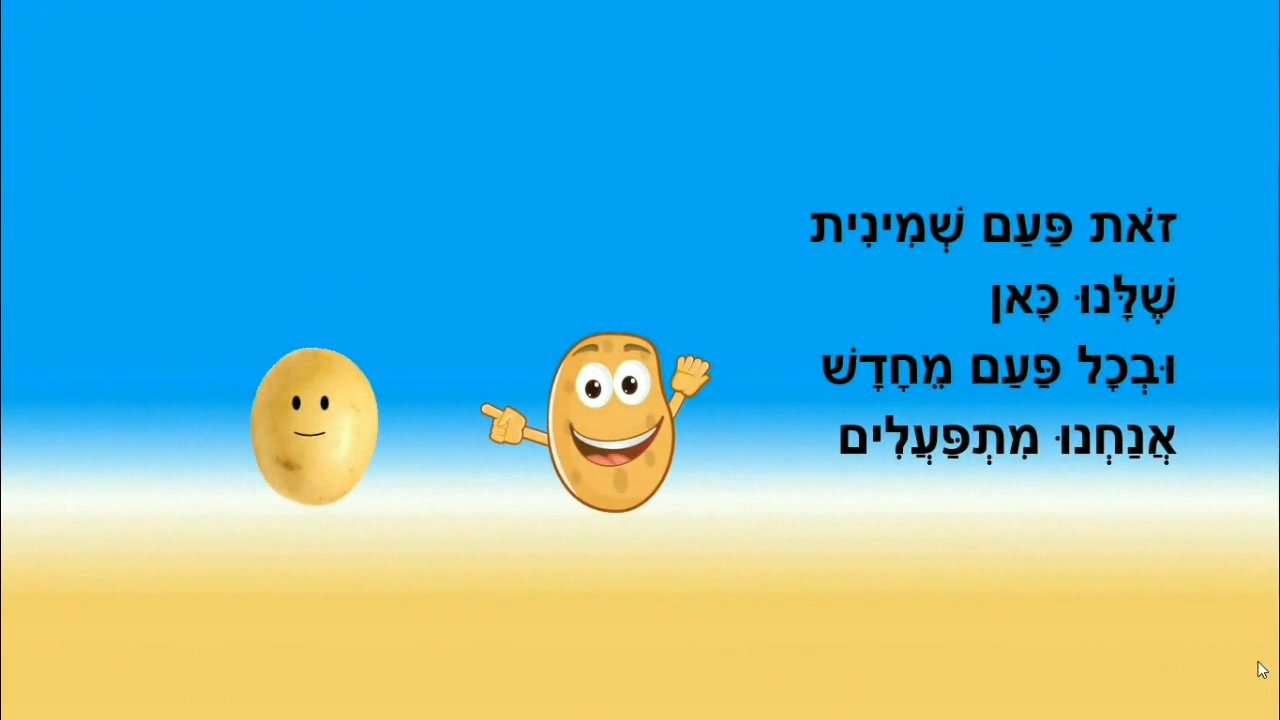 זֹאת פַּעַם שְׁמִינִית
שֶׁלָּנוּ כָּאן
וּבְכָל פַּעַם מֵחָדָשׁ
אֲנַחְנוּ מִתְפַּעֲלִים